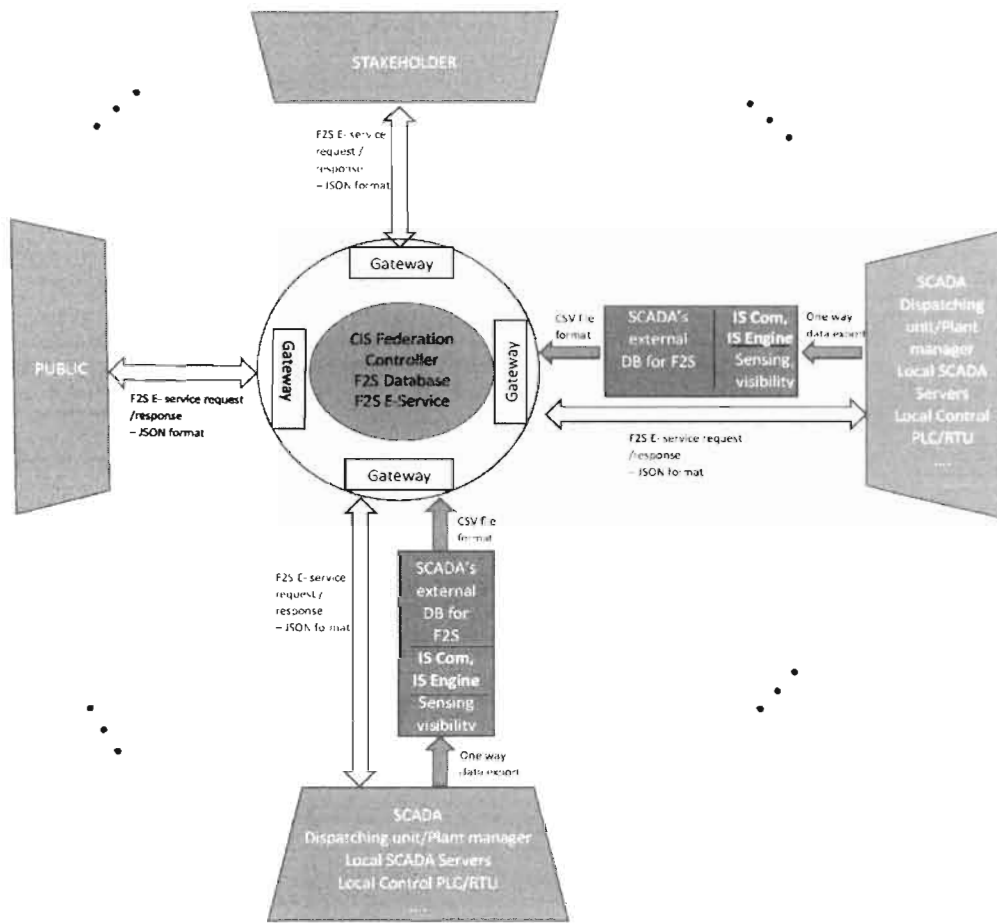 STAKEHOLDER
F2S E- service
request /
response
– JSON format
PUBLIC
F2S E- service request
/response
– JSON format
Gateway
Gateway
CIS Federation
Controller
F2S Database
F2S E-Service
Gateway
Gateway
CSV file
format
SCADA's
external
DB for F2S
IS Com,
IS Engine
Sensing,
visibility
One way
data export
SCADA
Dispatching
unit/Plant
manager
Local SCADA
Servers
Local Control
PLC/RTU
....
F2S E- service request
/response
– JSON format
F2S E- service
request /
response
– JSON format
CSV file
format
SCADA's
external
DB for
F2S
IS Com,
IS Engine
Sensing
visibility
One way
data export
SCADA
Dispatching unit/Plant manager
Local SCADA Servers
Local Control PLC/RTU
....